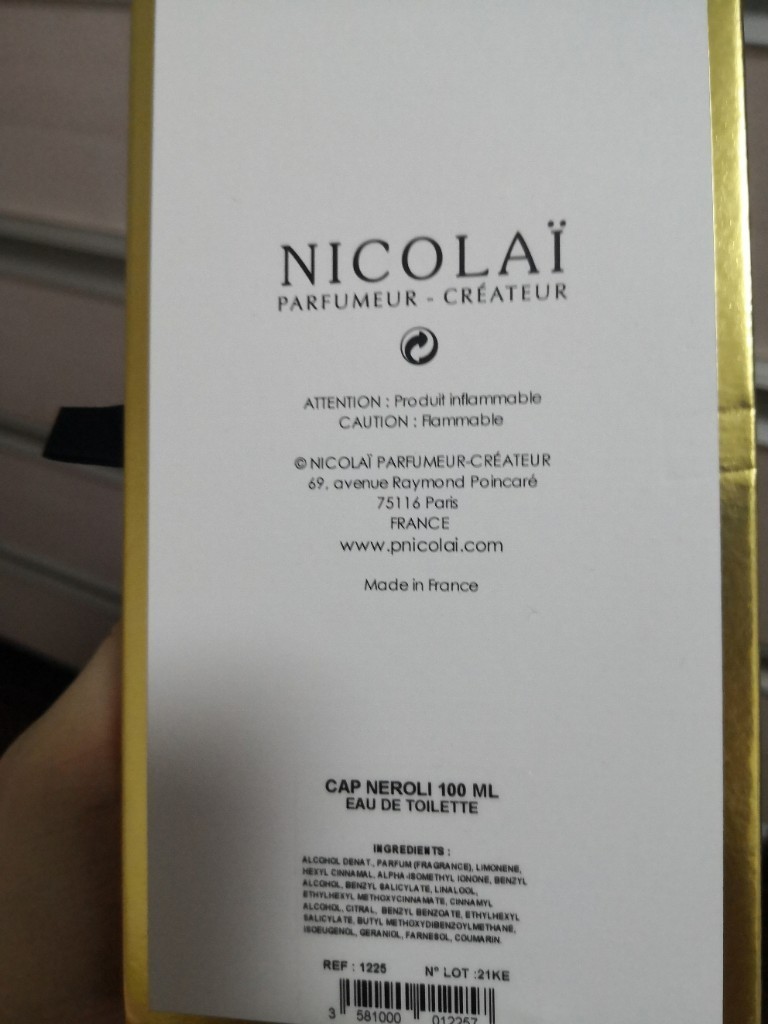 NICOLAÏ
PARFUMEUR - CRÉATEUR
ATTENTION : Produit inflammable
CAUTION : Flammable
© NICOLAÏ PARFUMEUR-CRÉATEUR
69, avenue Raymond Poincaré
75116 Paris
FRANCE
www.pnicolai.com
Made in France
CAP NEROLI 100 ML
EAU DE TOILETTE
INGREDIENTS :
ALCOHOL DENAT., PARFUM (FRAGRANCE), LIMONENE,
HEXYL CINNAMAL, ALPHA-ISOMETHYL IONONE, BENZYL
ALCOHOL, BENZYL SALICYLATE, LINALOOL,
ETHYLHEXYL METHOXYCINNAMATE, CINNAMYL
ALCOHOL, CITRAL, BENZYL BENZOATE, ETHYLHEXYL
SALICYLATE, BUTYL METHOXYDIBENZOYLMETHANE,
ISOEUGENOL, GERANIOL, FARNESOL, COUMARIN.
REF : 1225 N° LOT :21KE
3 581000 012257